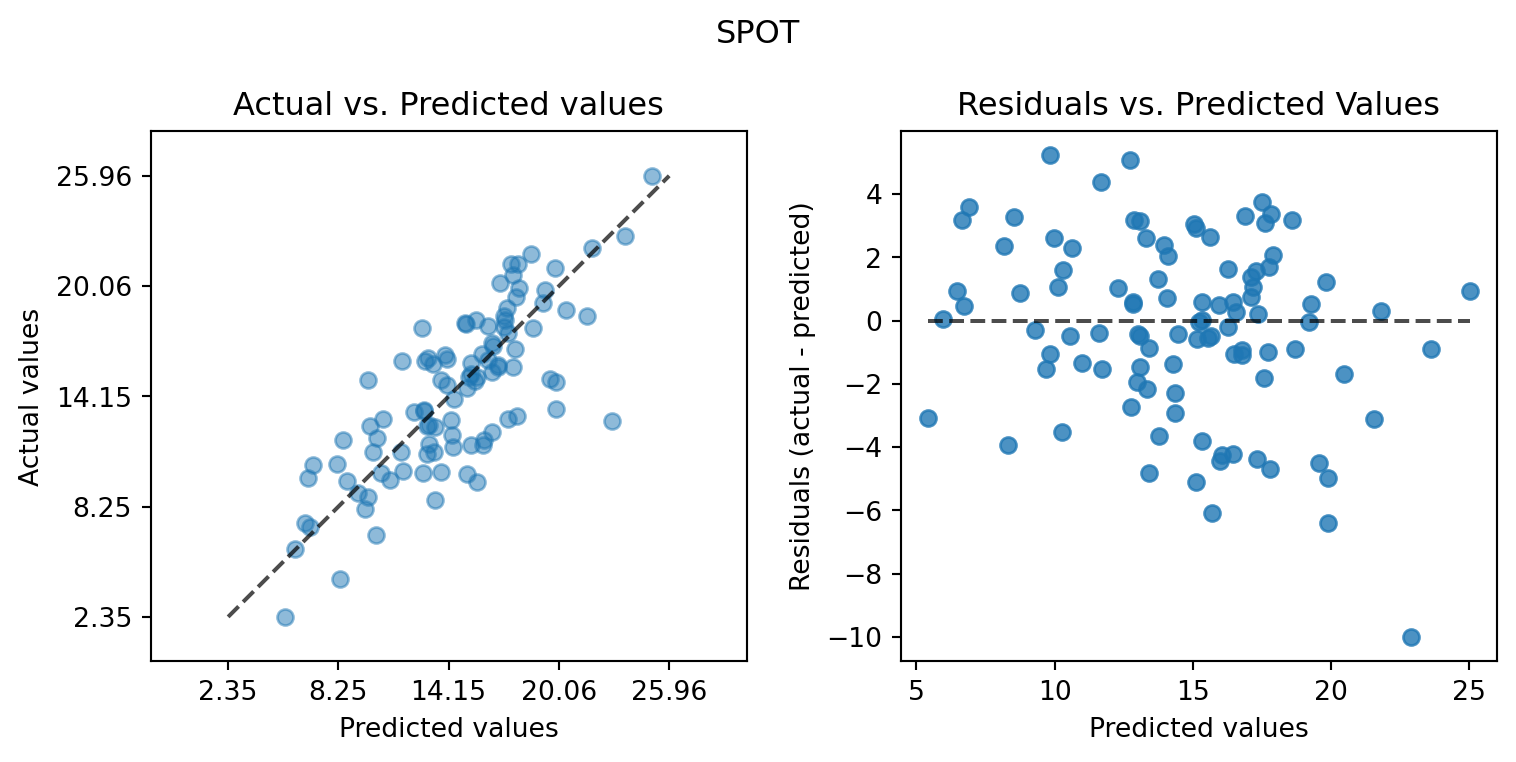 SPOT
Actual vs. Predicted values
25.96
20.06
14.15
8.25
2.35
Actual values
2.35 8.25 14.15 20.06 25.96
Predicted values
Residuals vs. Predicted Values
4
2
0
−2
−4
−6
−8
−10
Residuals (actual - predicted)
5 10 15 20 25
Predicted values